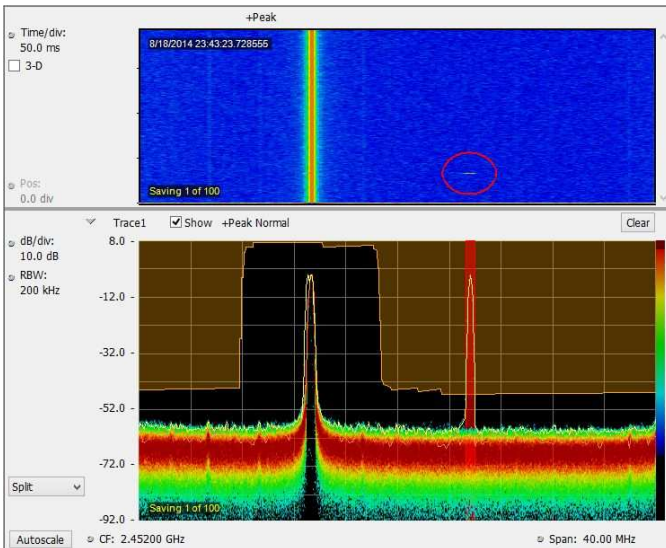 +Peak
Time/div:
50.0 ms
3-D
8/18/2014 23:43:23.728555
Pos:
0.0 div
Saving 1 of 100
Trace1 Show +Peak Normal Clear
dB/div:
10.0 dB
RBW:
200 kHz
8.0
-12.0
-32.0
-52.0
-72.0
-92.0
Split
Saving 1 of 100
Autoscale CF: 2.45200 GHz Span: 40.00 MHz